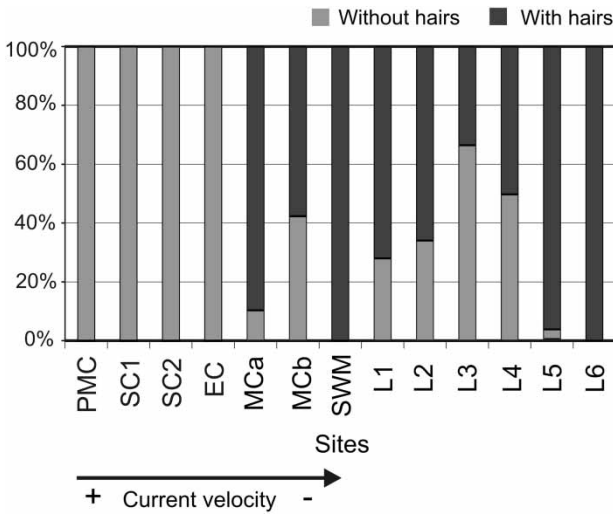 Without hairs With hairs
100%
80%
60%
40%
20%
0%
PMC SC1 SC2 EC MCa MCb SWM L1 L2 L3 L4 L5 L6
Sites
+ Current velocity -